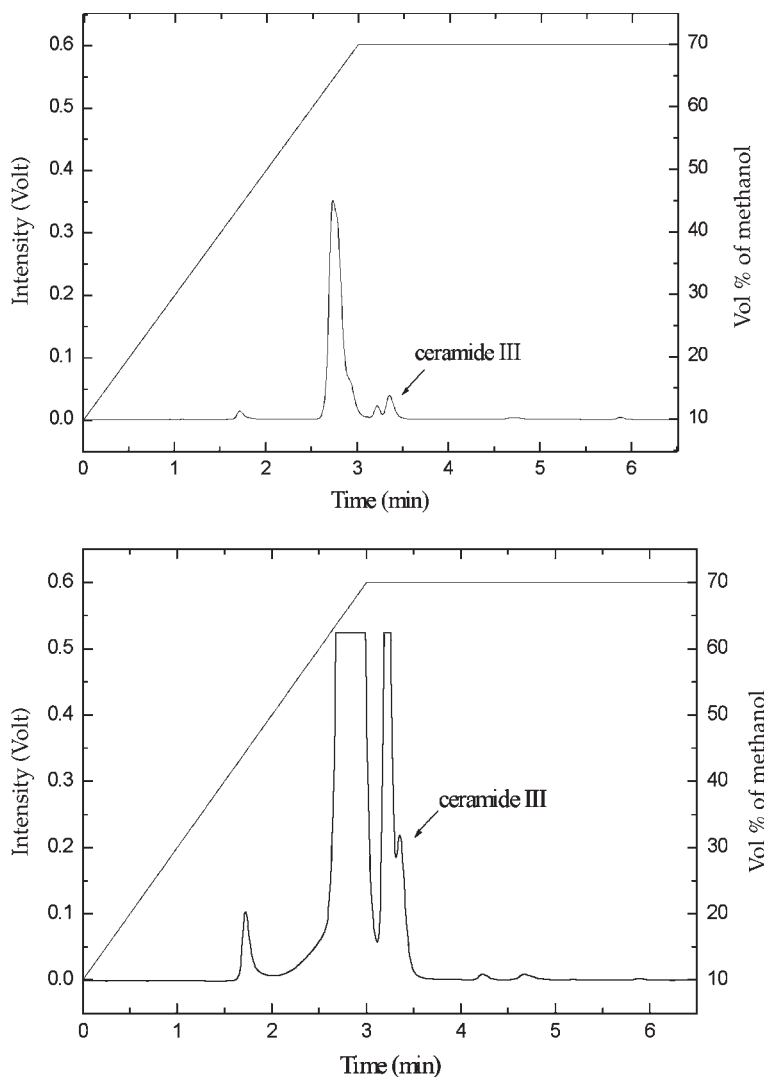 0.6
0.5
0.4
0.3
0.2
0.1
0.0
Intensity (Volt)
70
60
50
40
30
20
10
Vol % of methanol
ceramide III
0 1 2 3 4 5 6
Time (min)
0.6
0.5
0.4
0.3
0.2
0.1
0.0
Intensity (Volt)
70
60
50
40
30
20
10
Vol % of methanol
ceramide III
0 1 2 3 4 5 6
Time (min)